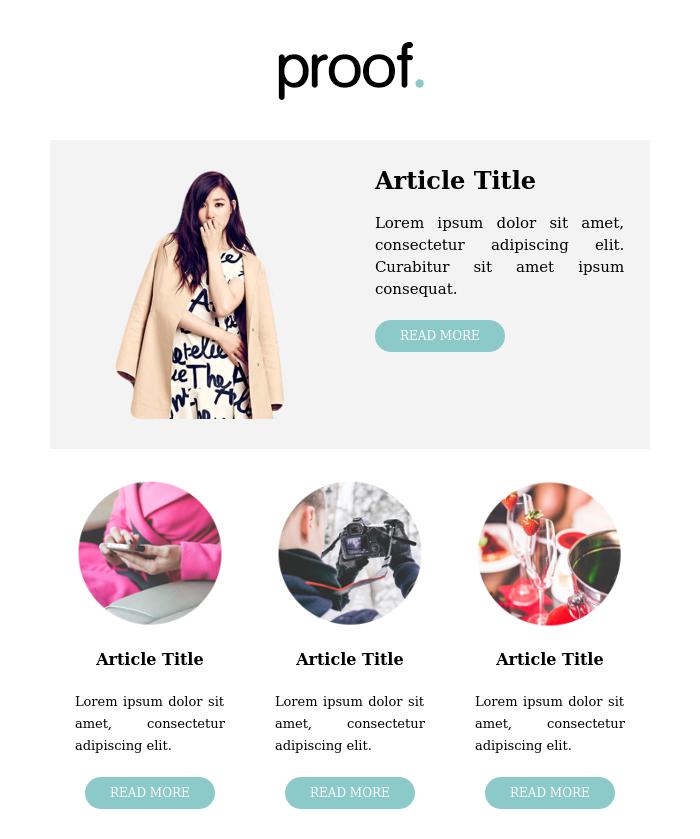 proof.
Article Title
Lorem ipsum dolor sit amet,
consectetur adipiscing elit.
Curabitur sit amet ipsum
consequat.
READ MORE
Article Title
Lorem ipsum dolor sit
amet, consectetur
adipiscing elit.
READ MORE
Article Title
Lorem ipsum dolor sit
amet, consectetur
adipiscing elit.
READ MORE
Article Title
Lorem ipsum dolor sit
amet, consectetur
adipiscing elit.
READ MORE